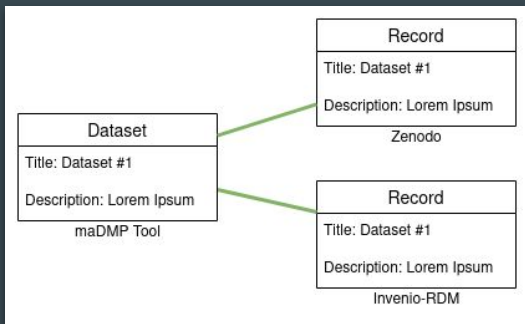 Dataset
Title: Dataset #1
Description: Lorem Ipsum
maDMP Tool
Record
Title: Dataset #1
Description: Lorem Ipsum
Zenodo
Record
Title: Dataset #1
Description: Lorem Ipsum
Invenio-RDM